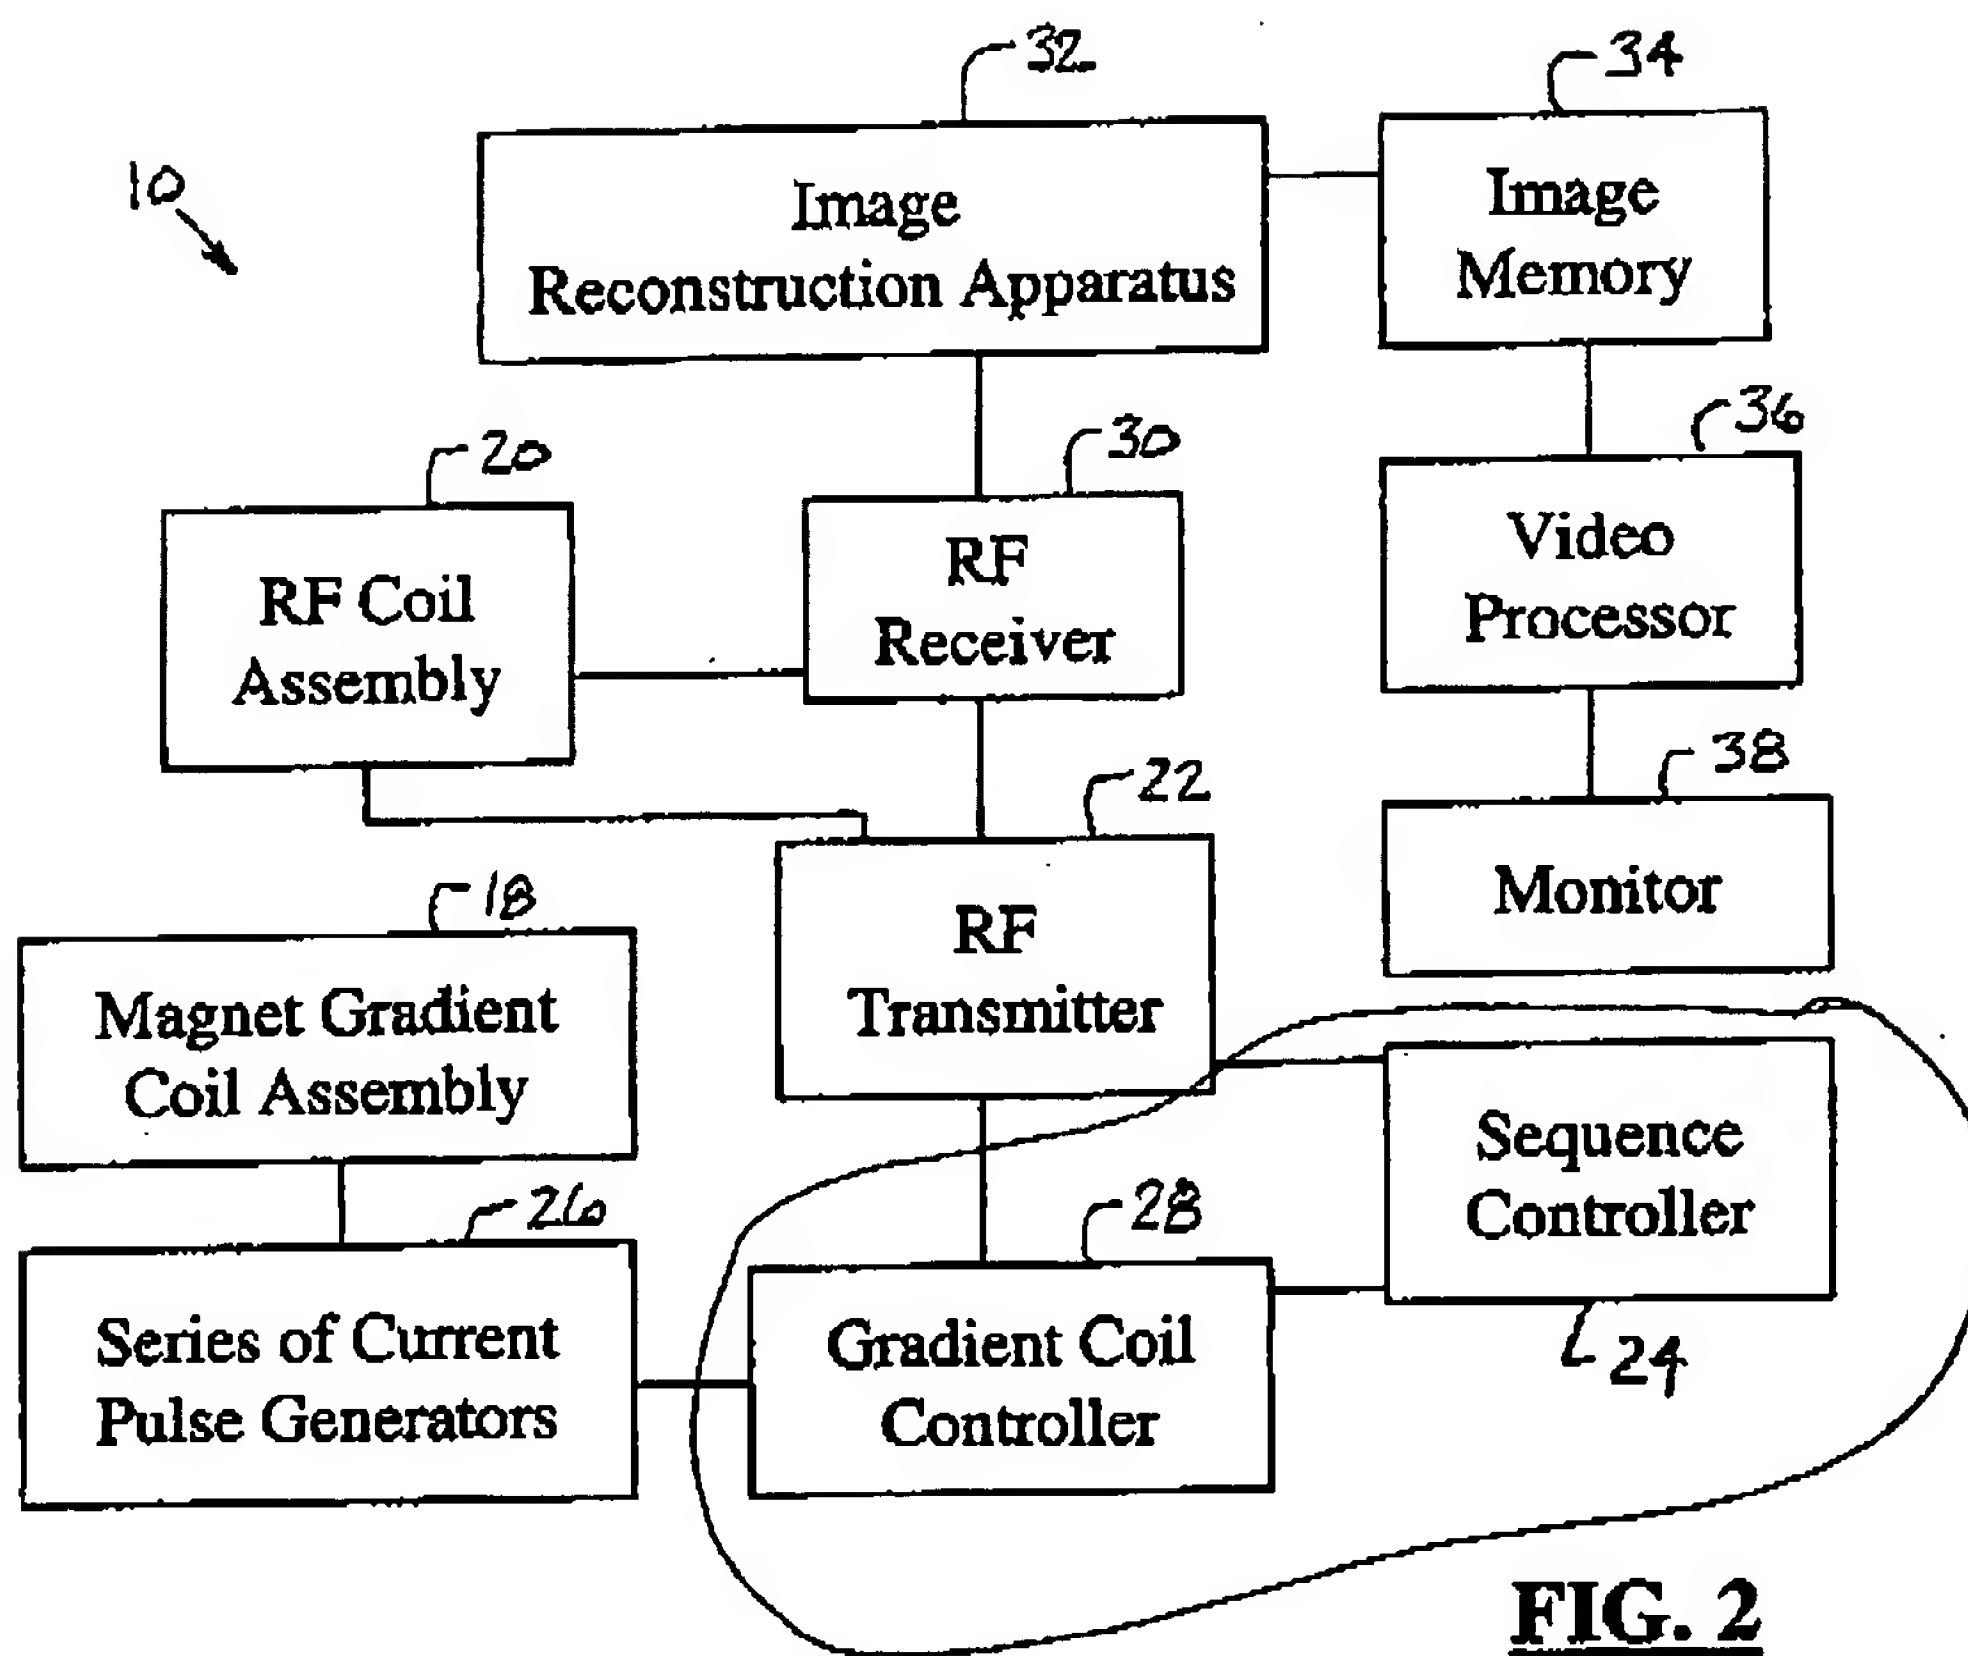 32
34
10
Image
Reconstruction Apparatus
Image
Memory
20
30
36
RF Coil
Assembly
RF
Receiver
Video
Processor
22
38
18
Magnet Gradient
Coil Assembly
RF
Transmitter
Monitor
26
28
Sequence
Controller
24
Series of Current
Pulse Generators
Gradient Coil
Controller
FIG. 2